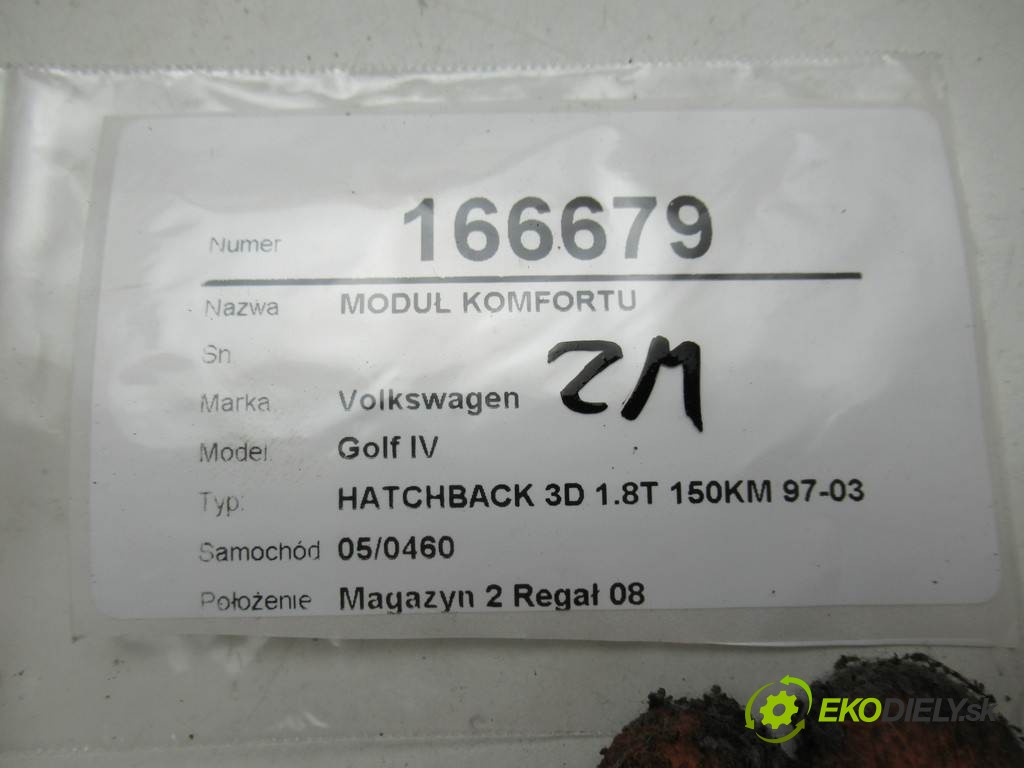 Numer 166679
Nazwa MODUŁ KOMFORTU
Sn
ZM
Marka Volkswagen
Model Golf IV
Typ: HATCHBACK 3D 1.8T 150KM 97-03
Samochód 05/0460
Położenie Magazyn 2 Regał 08
EKODIELY.sk